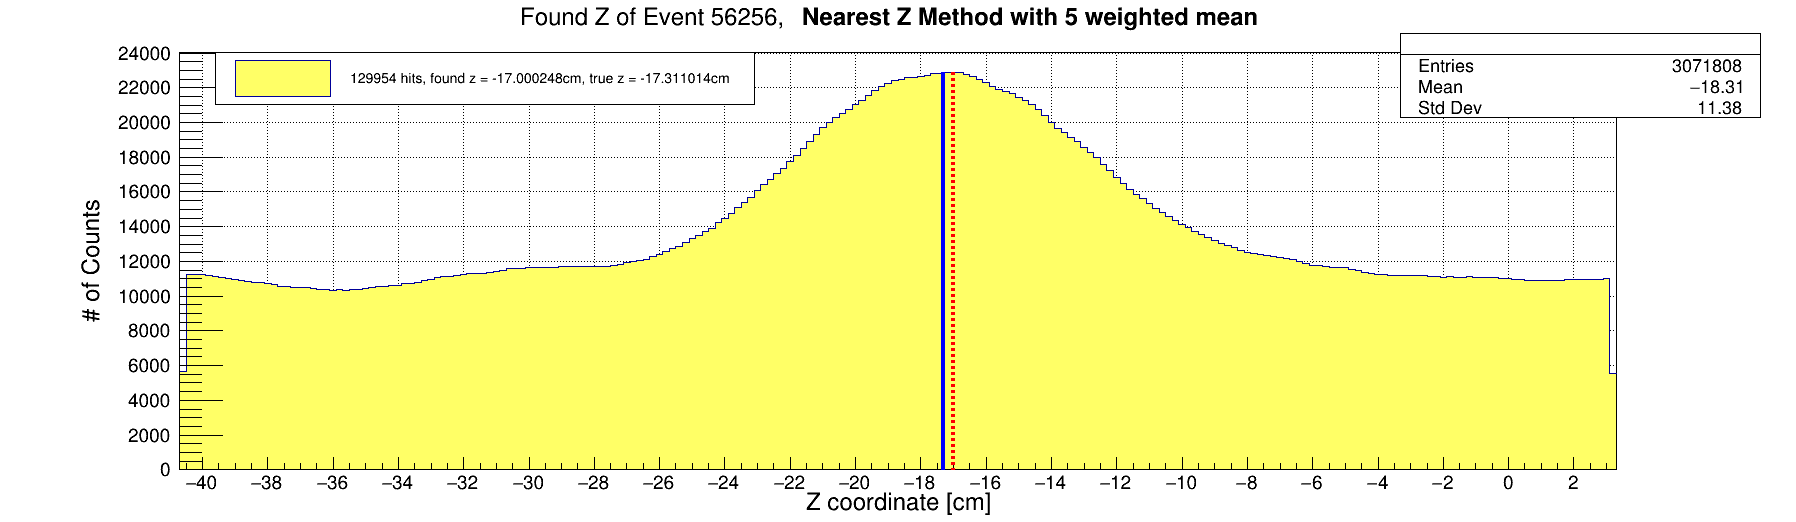 Found Z of Event 56256, Nearest Z Method with 5 weighted mean
129954 hits, found z = -17.000248cm, true z = -17.311014cm
Entries 3071808
Mean −18.31
Std Dev 11.38
# of Counts
24000
22000
20000
18000
16000
14000
12000
10000
8000
6000
4000
2000
0
−40 −38 −36 −34 −32 −30 −28 −26 −24 −22 −20 −18 −16 −14 −12 −10 −8 −6 −4 −2 0 2
Z coordinate [cm]